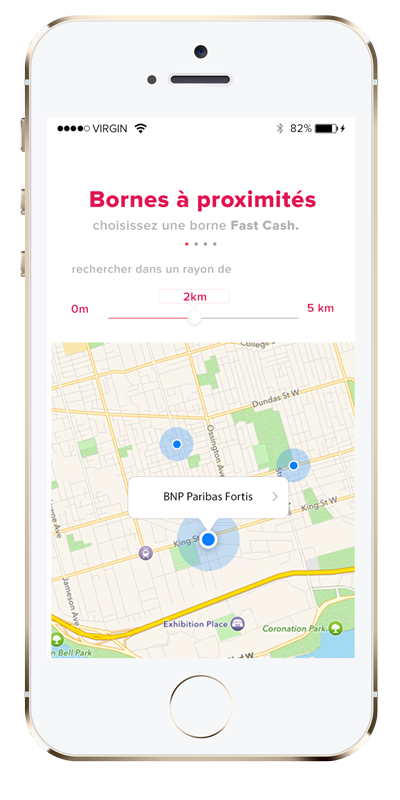 VIRGIN
82%
Bornes à proximités
choisissez une borne Fast Cash.
rechercher dans un rayon de
2km
0m
5 km
College St W
Dundas St W
Ossington Ave
BNP Paribas Fortis
King St W
King St
Jameson Ave
Exhibition Place
Coronation Park
Bell Park